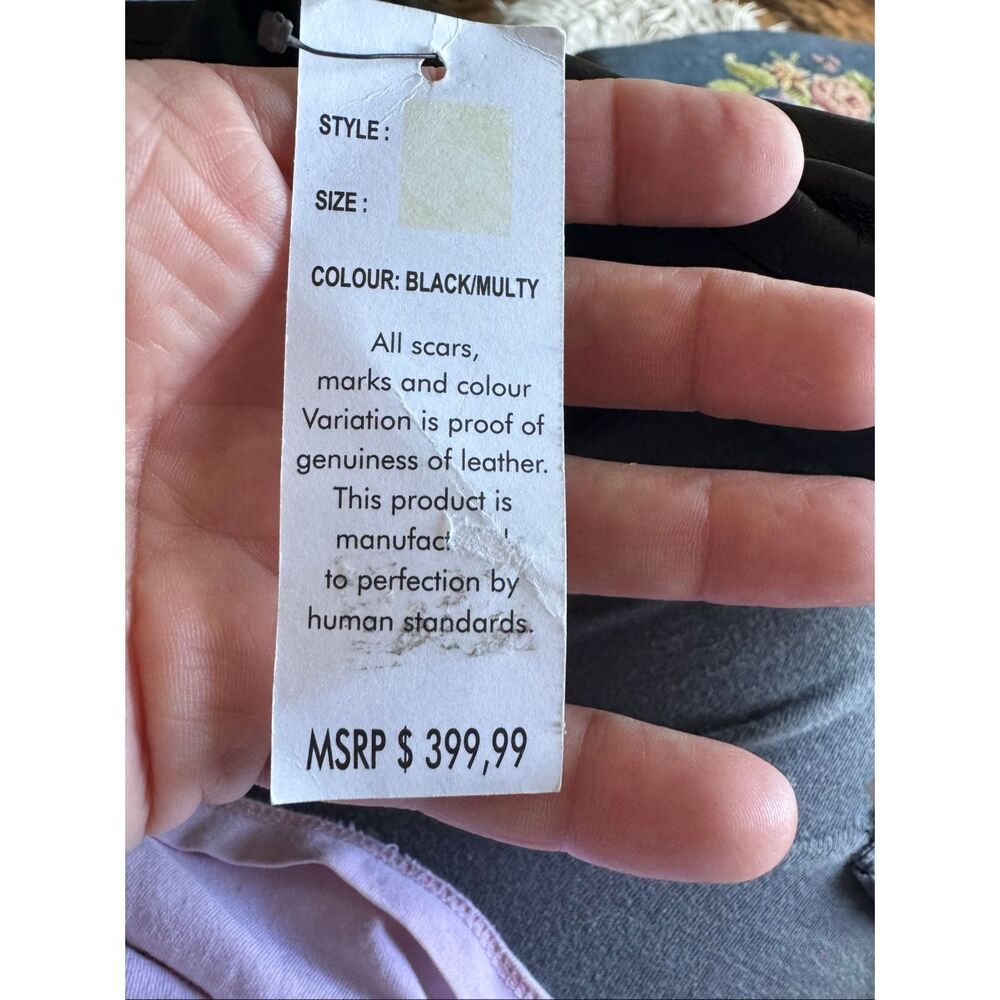 STYLE :
SIZE :
COLOUR: BLACK/MULTY
All scars,
marks and colour
Variation is proof of
genuiness of leather.
This product is
to perfection by
human standards.
MSRP $ 399,99